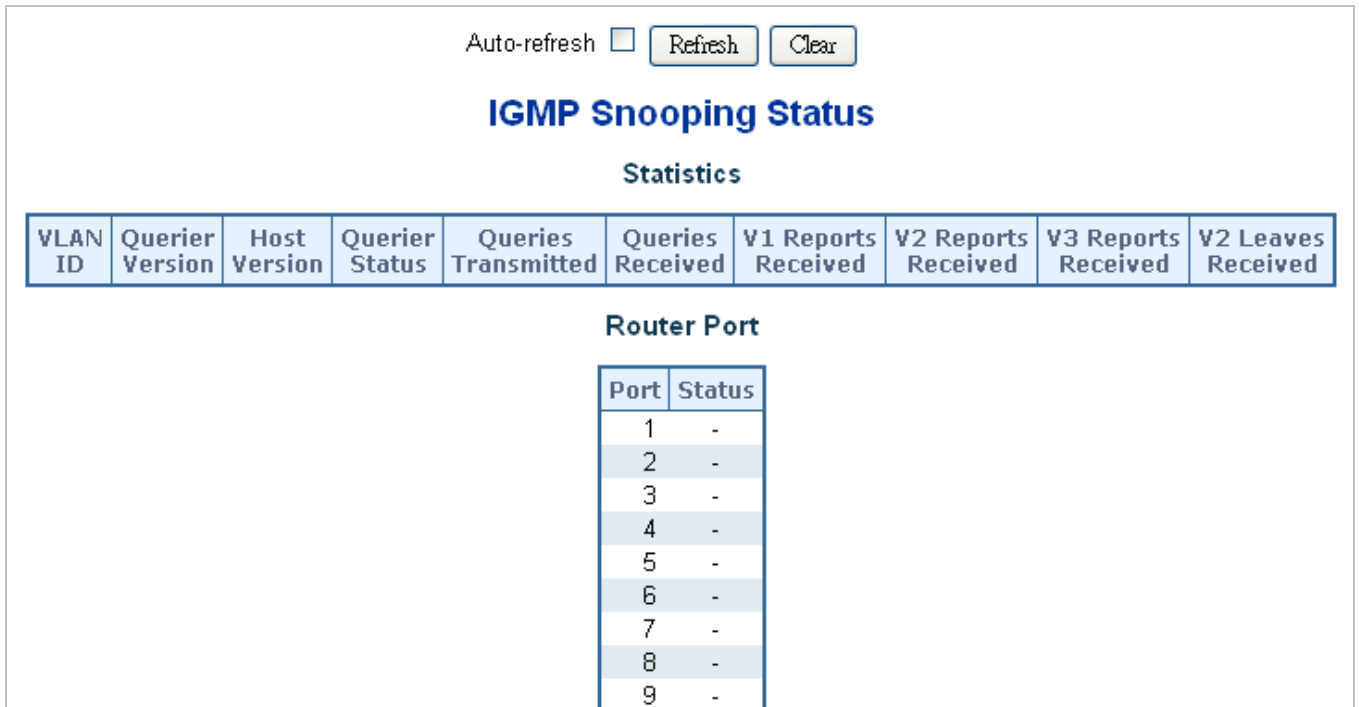 Auto-refresh Refresh Clear
IGMP Snooping Status
Statistics
VLAN ID Querier Version Host Version Querier Status Queries Transmitted Queries Received V1 Reports Received V2 Reports Received V3 Reports Received V2 Leaves Received
Router Port
Port Status
1 -
2 -
3 -
4 -
5 -
6 -
7 -
8 -
9 -